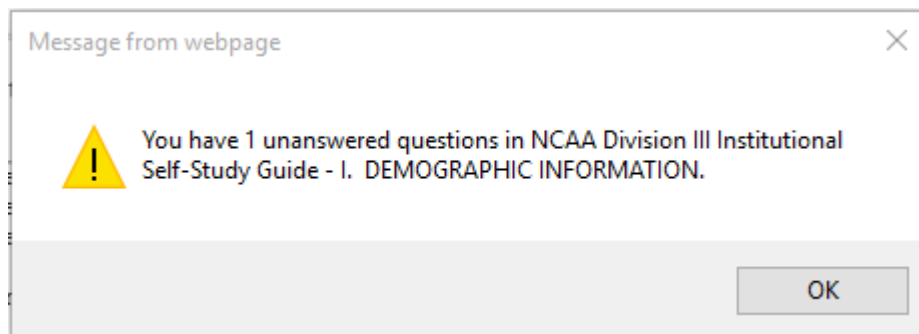 Message from webpage
You have 1 unanswered questions in NCAA Division III Institutional
Self-Study Guide - I.  DEMOGRAPHIC INFORMATION.
OK